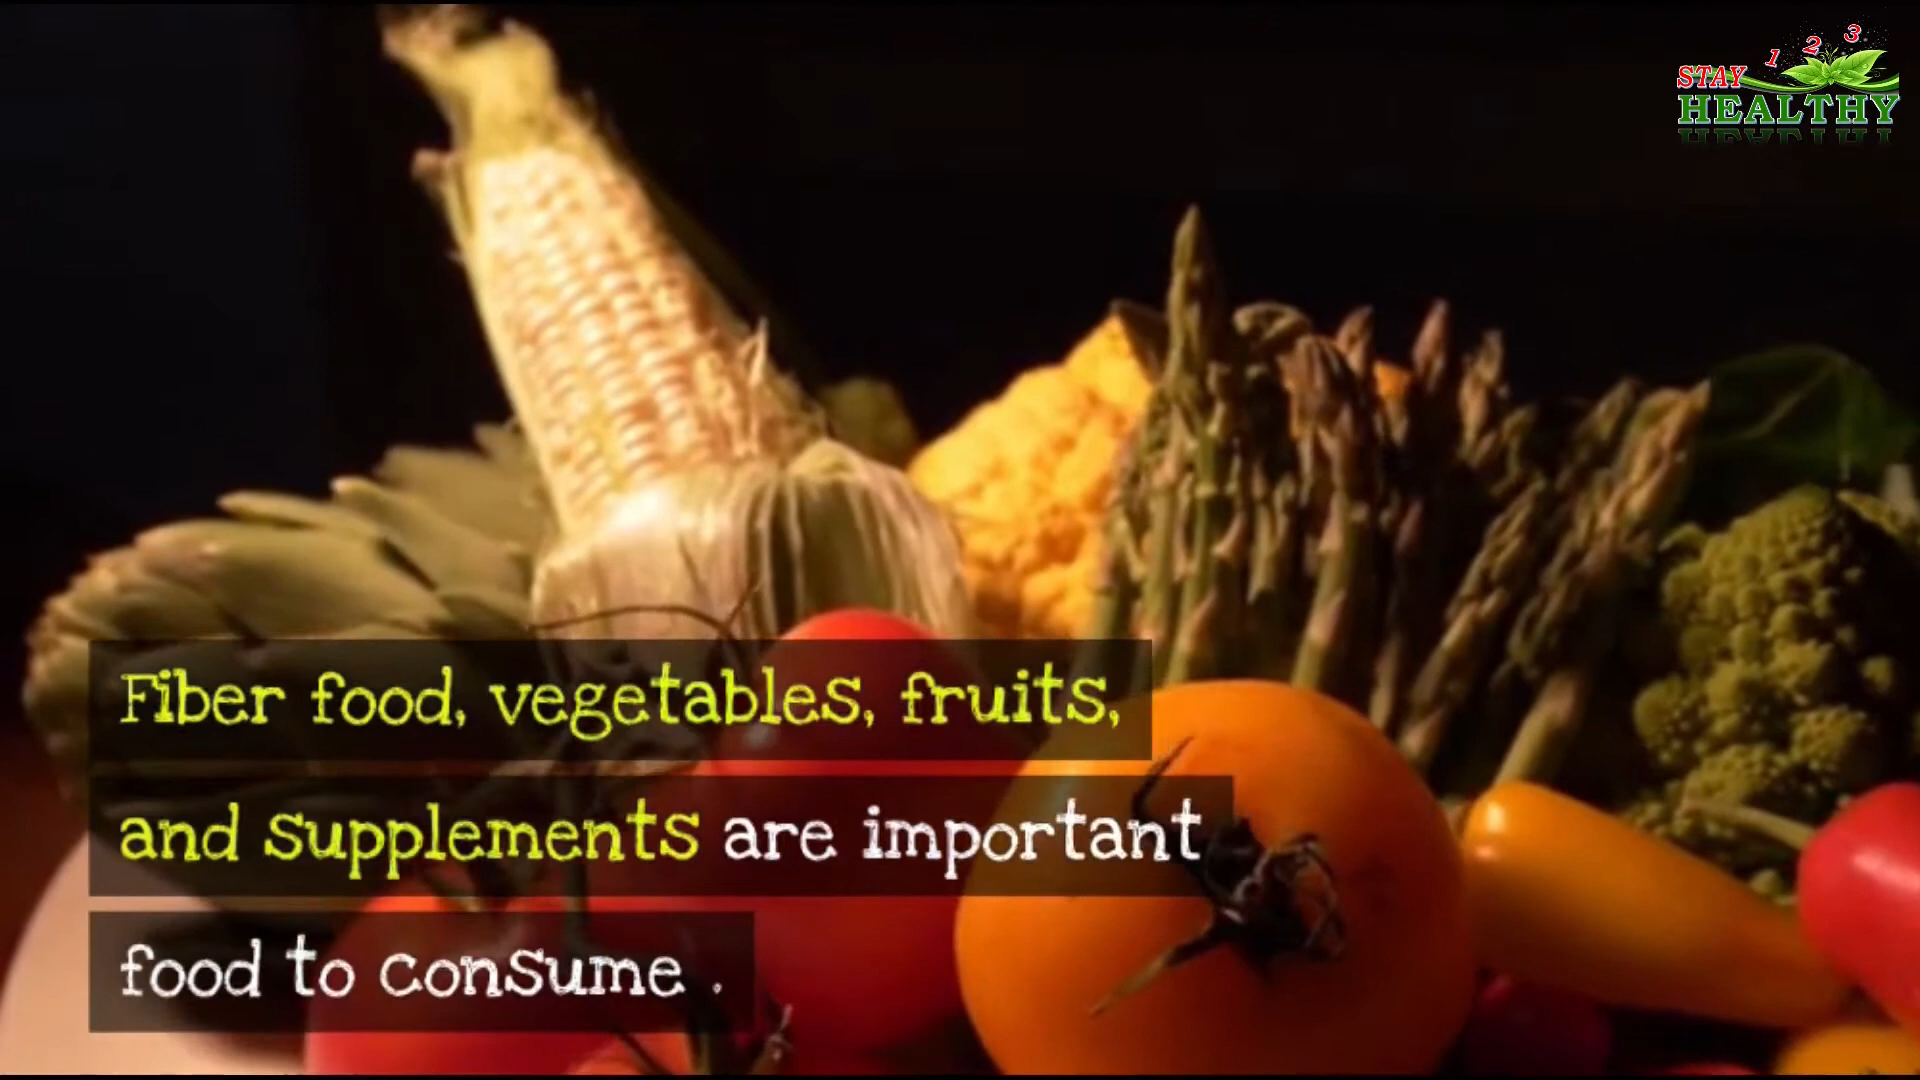 1 2 3
STAY
HEALTHY
Fiber food, vegetables, fruits,
and supplements are important
food to consume .